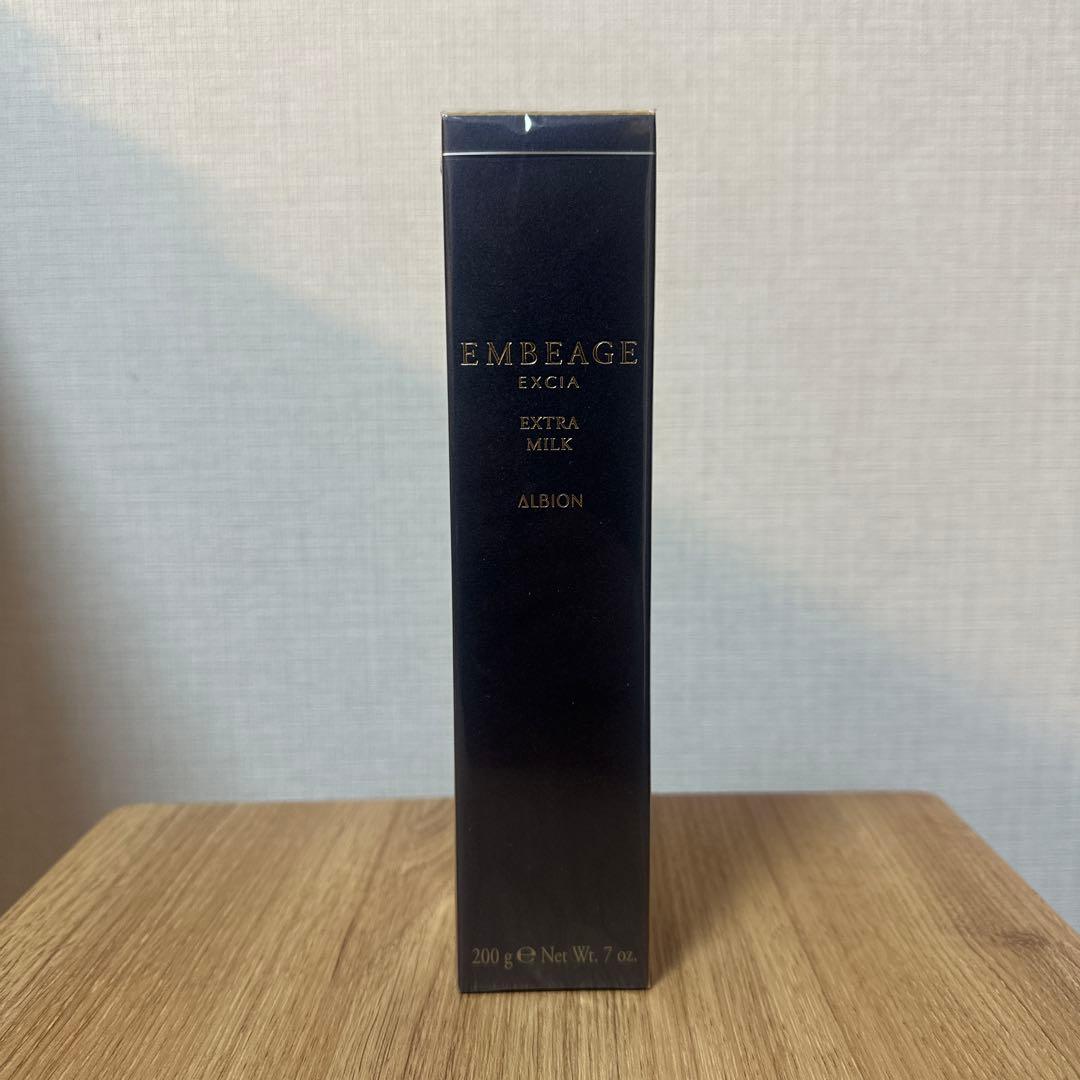 EMBEAGE
EXCIA
EXTRA
MILK
ALBION
200 g ℮ Net Wt. 7 oz.